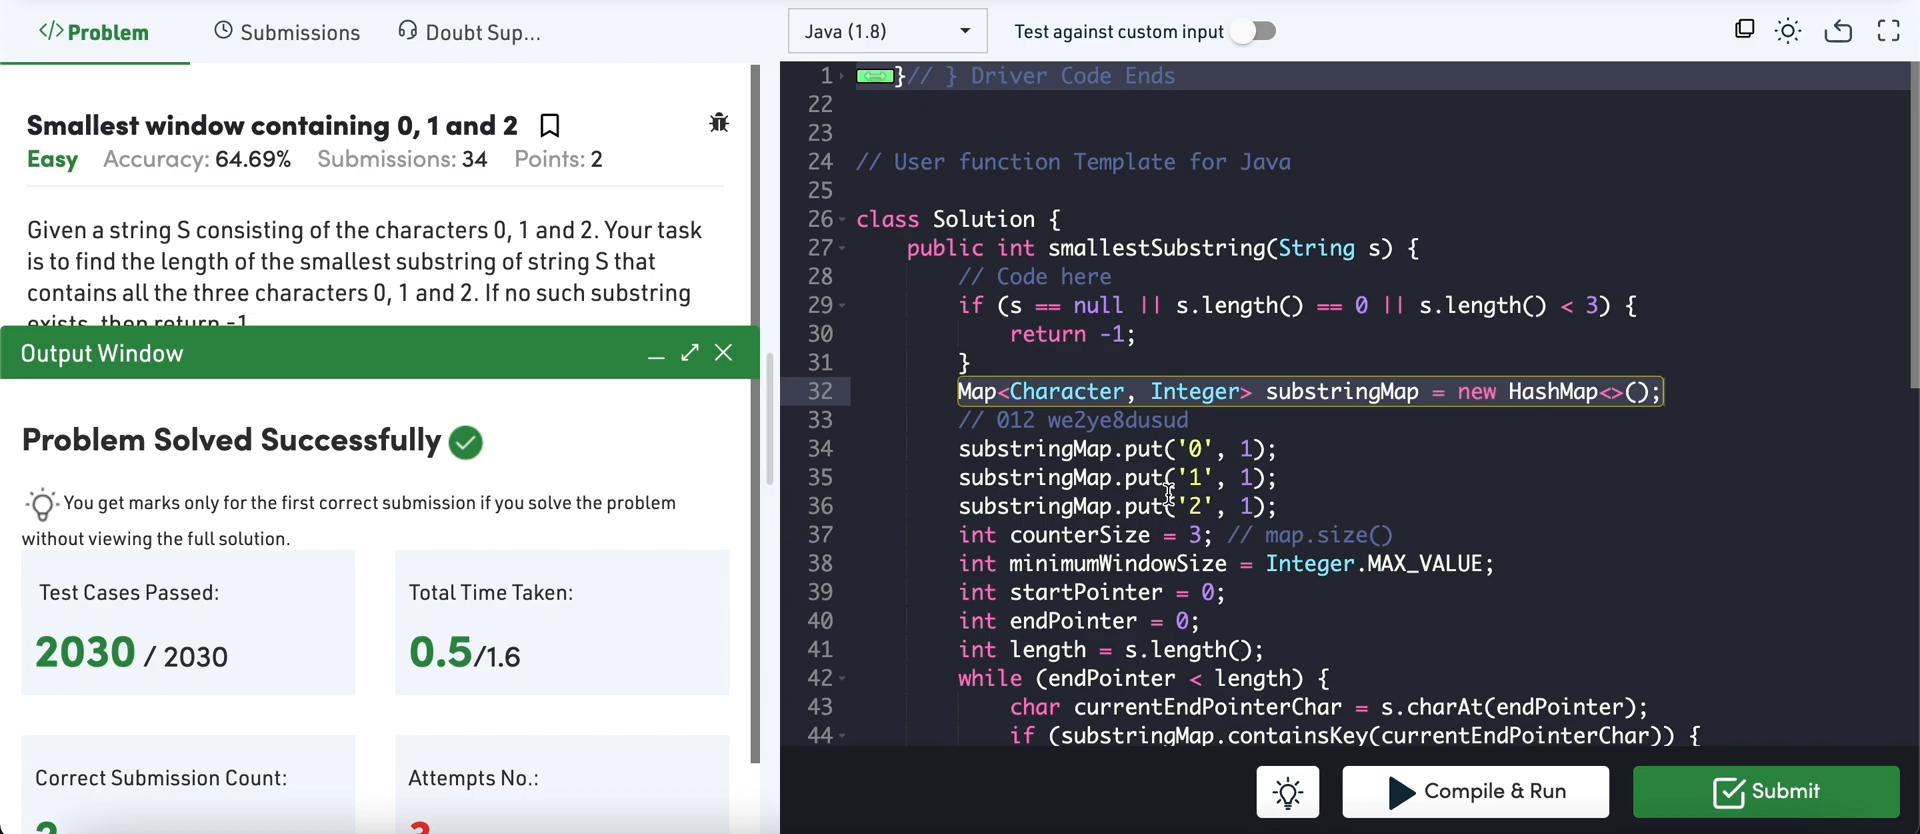 </> Problem
Submissions
Doubt Sup...
Java (1.8)
Test against custom input
Smallest window containing 0, 1 and 2
Easy Accuracy: 64.69% Submissions: 34 Points: 2
Given a string S consisting of the characters 0, 1 and 2. Your task
is to find the length of the smallest substring of string S that
contains all the three characters 0, 1 and 2. If no such substring
exists, then return -1
Output Window
Problem Solved Successfully
You get marks only for the first correct submission if you solve the problem
without viewing the full solution.
Test Cases Passed:
2030 / 2030
Total Time Taken:
0.5/1.6
Correct Submission Count:
Attempts No.:
1 }// } Driver Code Ends
22
23
24 // User function Template for Java
25
26 class Solution {
27 public int smallestSubstring(String s) {
28 // Code here
29 if (s == null || s.length() == 0 || s.length() < 3) {
30 return -1;
31 }
32 Map<Character, Integer> substringMap = new HashMap<>();
33 // 012 we2ye8dusud
34 substringMap.put('0', 1);
35 substringMap.put('1', 1);
36 substringMap.put('2', 1);
37 int counterSize = 3; // map.size()
38 int minimumWindowSize = Integer.MAX_VALUE;
39 int startPointer = 0;
40 int endPointer = 0;
41 int length = s.length();
42 while (endPointer < length) {
43 char currentEndPointerChar = s.charAt(endPointer);
44 if (substringMap.containsKey(currentEndPointerChar)) {
Compile & Run
Submit